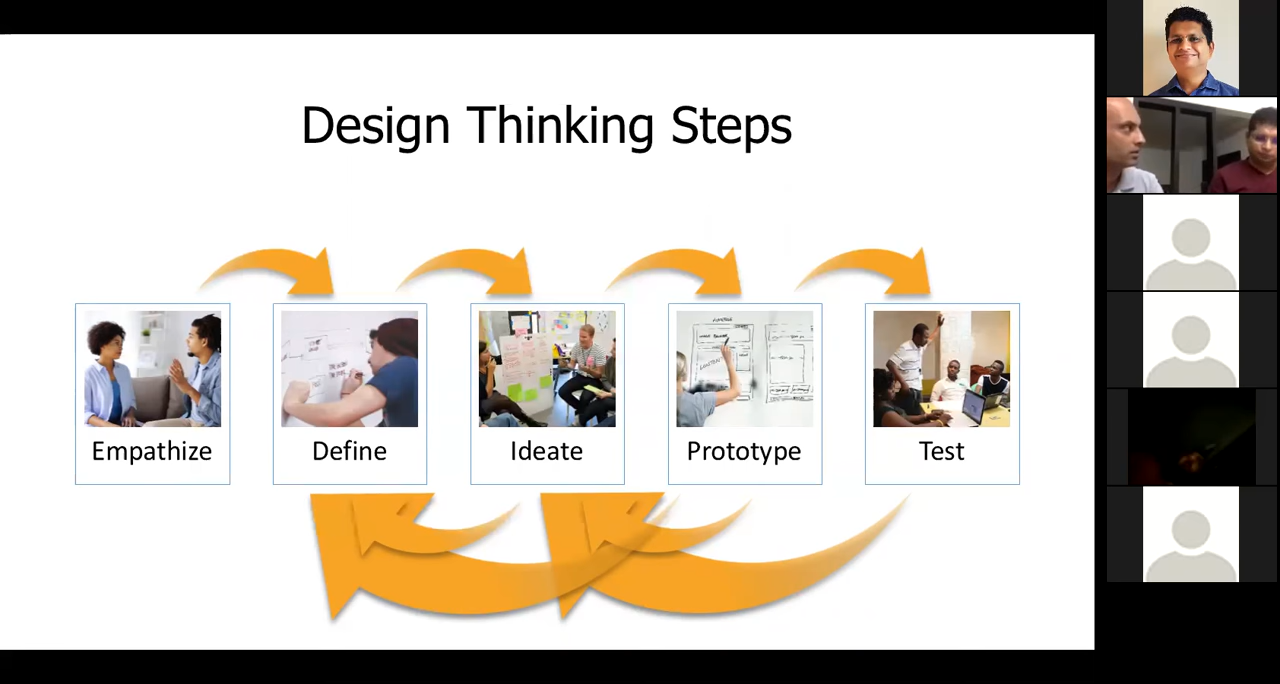 Design Thinking Steps
Empathize
Define
Ideate
Prototype
Test